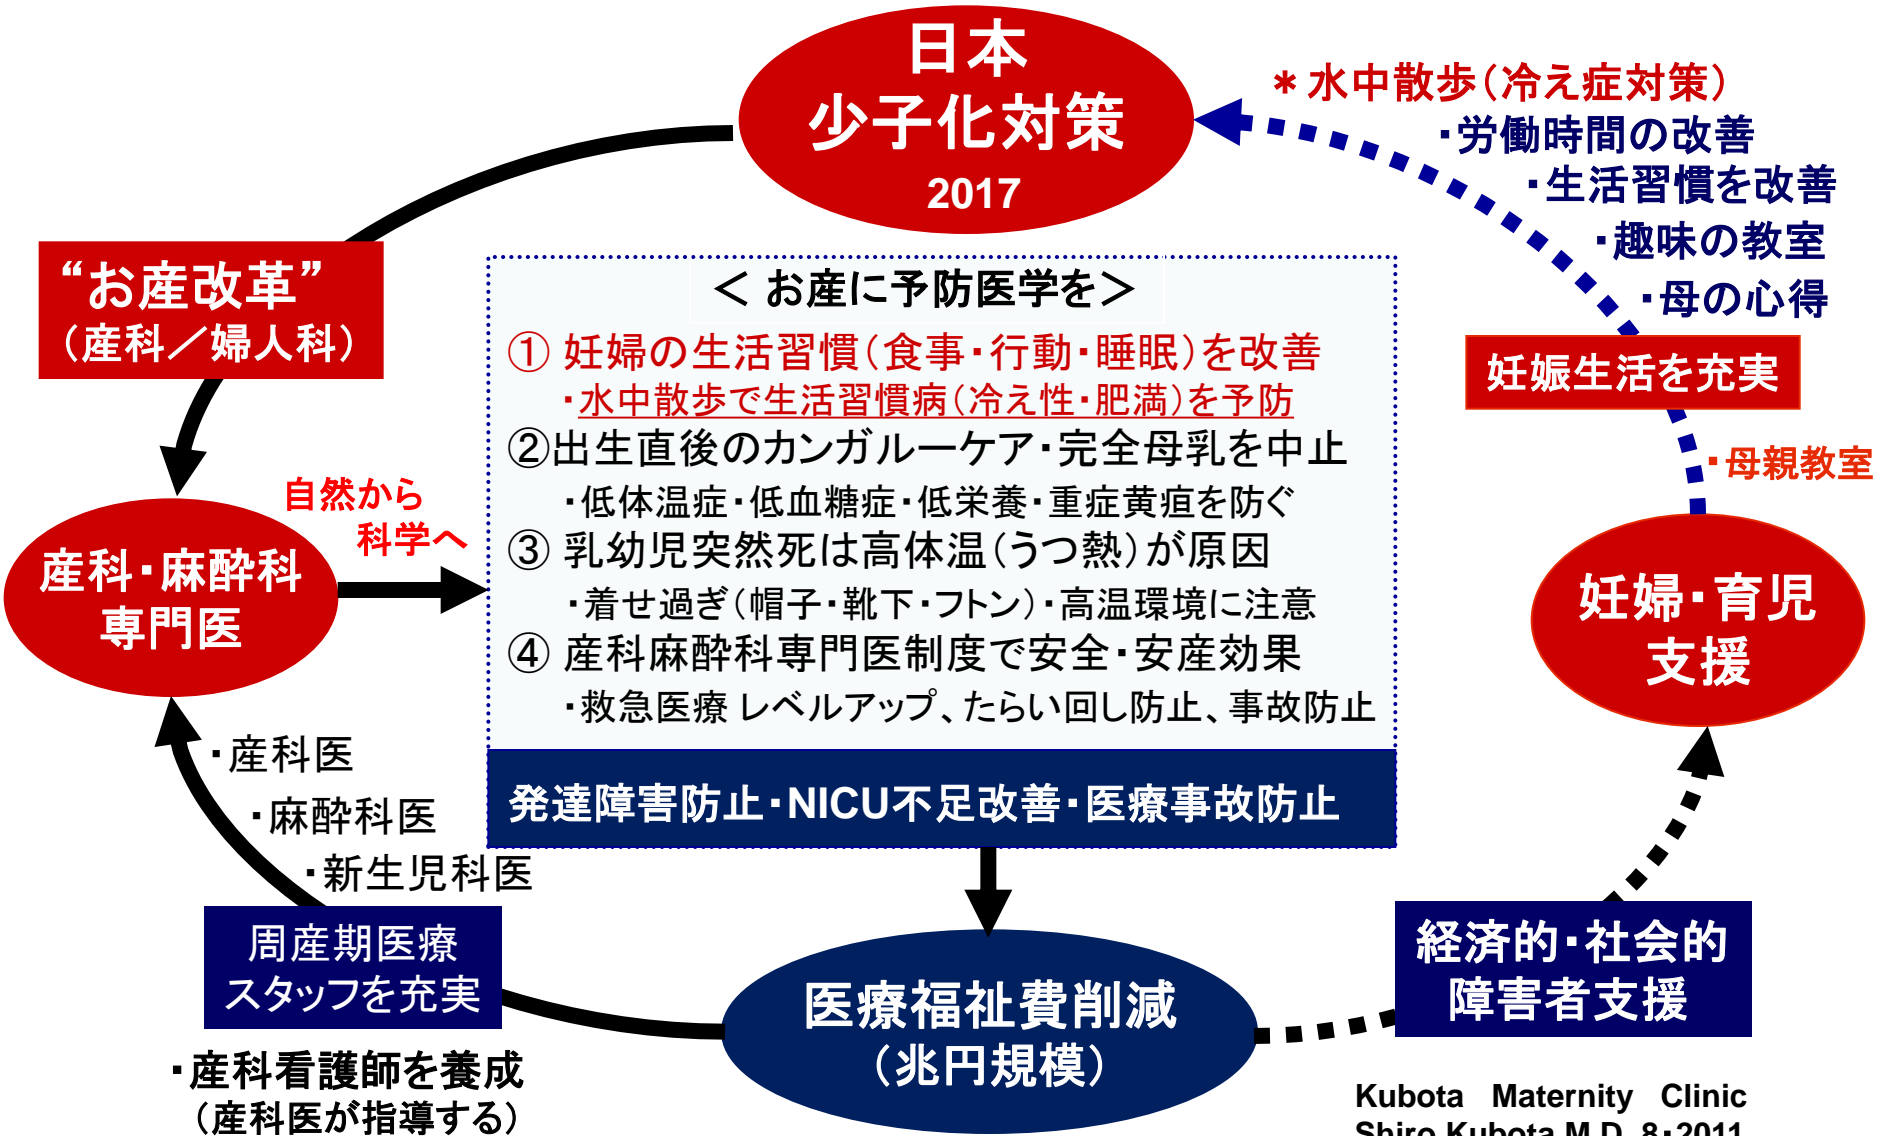 日本
少子化対策
2017
＊水中散歩（冷え症対策）
・労働時間の改善
・生活習慣を改善
・趣味の教室
・母の心得
妊娠生活を充実
・母親教室
妊婦・育児
支援
“お産改革”
（産科／婦人科）
自然から
科学へ
産科・麻酔科
専門医
＜ お産に予防医学を＞
① 妊婦の生活習慣（食事・行動・睡眠）を改善
・水中散歩で生活習慣病（冷え性・肥満）を予防
②出生直後のカンガルーケア・完全母乳を中止
・低体温症・低血糖症・低栄養・重症黄疸を防ぐ
③ 乳幼児突然死は高体温（うつ熱）が原因
・着せ過ぎ（帽子・靴下・フトン）・高温環境に注意
④ 産科麻酔科専門医制度で安全・安産効果
・救急医療 レベルアップ、たらい回し防止、事故防止
発達障害防止・NICU不足改善・医療事故防止
・産科医
・麻酔科医
・新生児科医
周産期医療
スタッフを充実
・産科看護師を養成
（産科医が指導する）
医療福祉費削減
（兆円規模）
経済的・社会的
障害者支援
Kubota Maternity Clinic
Shiro Kubota M.D. 8・2011